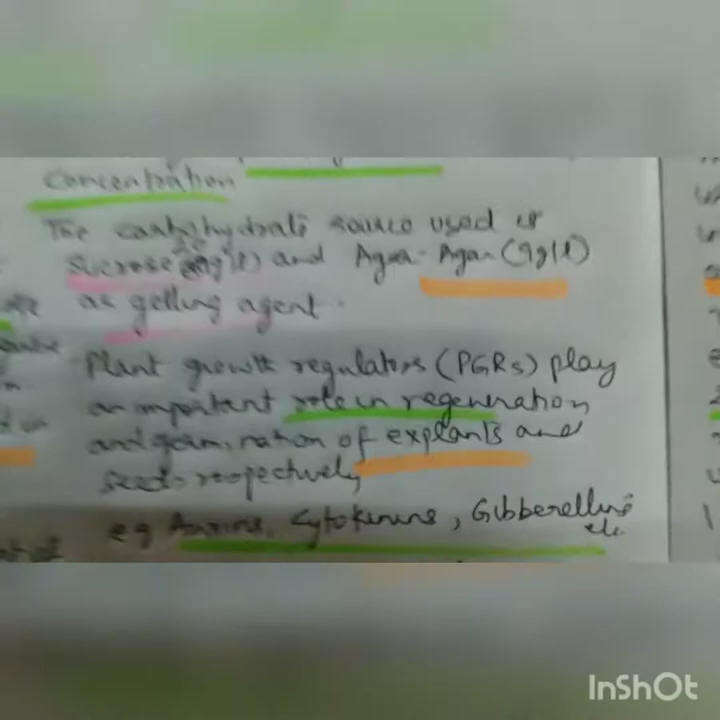 Concentration
The carbohydrate source used is
Sucrose (30g/l) and Agar-Agar (9g/l)
as gelling agent.
Plant growth regulators (PGRs) play
an important role in regeneration
and germination of explants and
seeds respectively
eg Auxins, Cytokinins, Gibberellins
etc.
InShOt